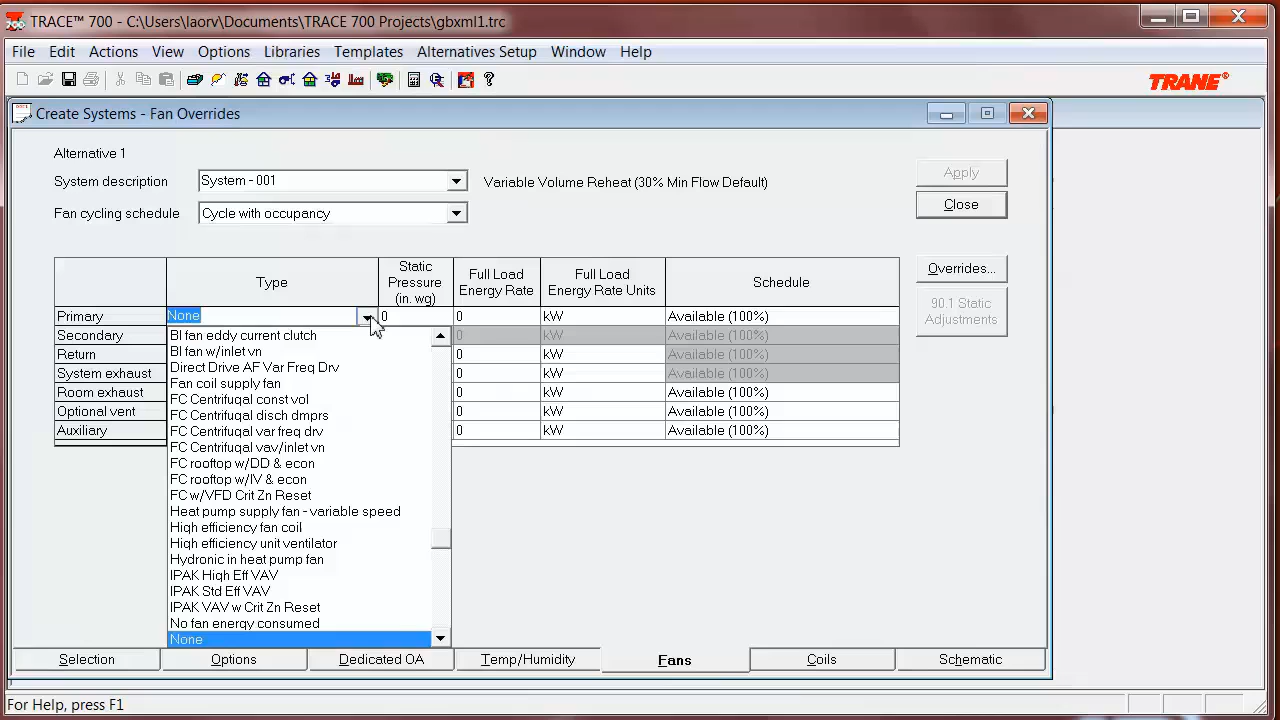 TRACE™ 700 - C:\Users\laorv\Documents\TRACE 700 Projects\gbxml1.trc
File Edit Actions View Options Libraries Templates Alternatives Setup Window Help
TRANE®
Create Systems - Fan Overrides
Alternative 1
Apply
System description System - 001 Variable Volume Reheat (30% Min Flow Default)
Close
Fan cycling schedule Cycle with occupancy
Type Static Pressure (in. wg) Full Load Energy Rate Full Load Energy Rate Units Schedule
Overrides...
90.1 Static Adjustments
Primary None 0 0 kW Available (100%)
Secondary 0 kW Available (100%)
Return 0 kW Available (100%)
System exhaust 0 kW Available (100%)
Room exhaust 0 kW Available (100%)
Optional vent 0 kW Available (100%)
Auxiliary 0 kW Available (100%)
BI fan eddy current clutch
BI fan w/inlet vn
Direct Drive AF Var Freq Drv
Fan coil supply fan
FC Centrifugal const vol
FC Centrifugal disch dmprs
FC Centrifugal var freq drv
FC Centrifugal vav/inlet vn
FC rooftop w/DD & econ
FC rooftop w/IV & econ
FC w/VFD Crit Zn Reset
Heat pump supply fan - variable speed
High efficiency fan coil
High efficiency unit ventilator
Hydronic in heat pump fan
IPAK High Eff VAV
IPAK Std Eff VAV
IPAK VAV w Crit Zn Reset
No fan energy consumed
None
Selection Options Dedicated OA Temp/Humidity Fans Coils Schematic
For Help, press F1